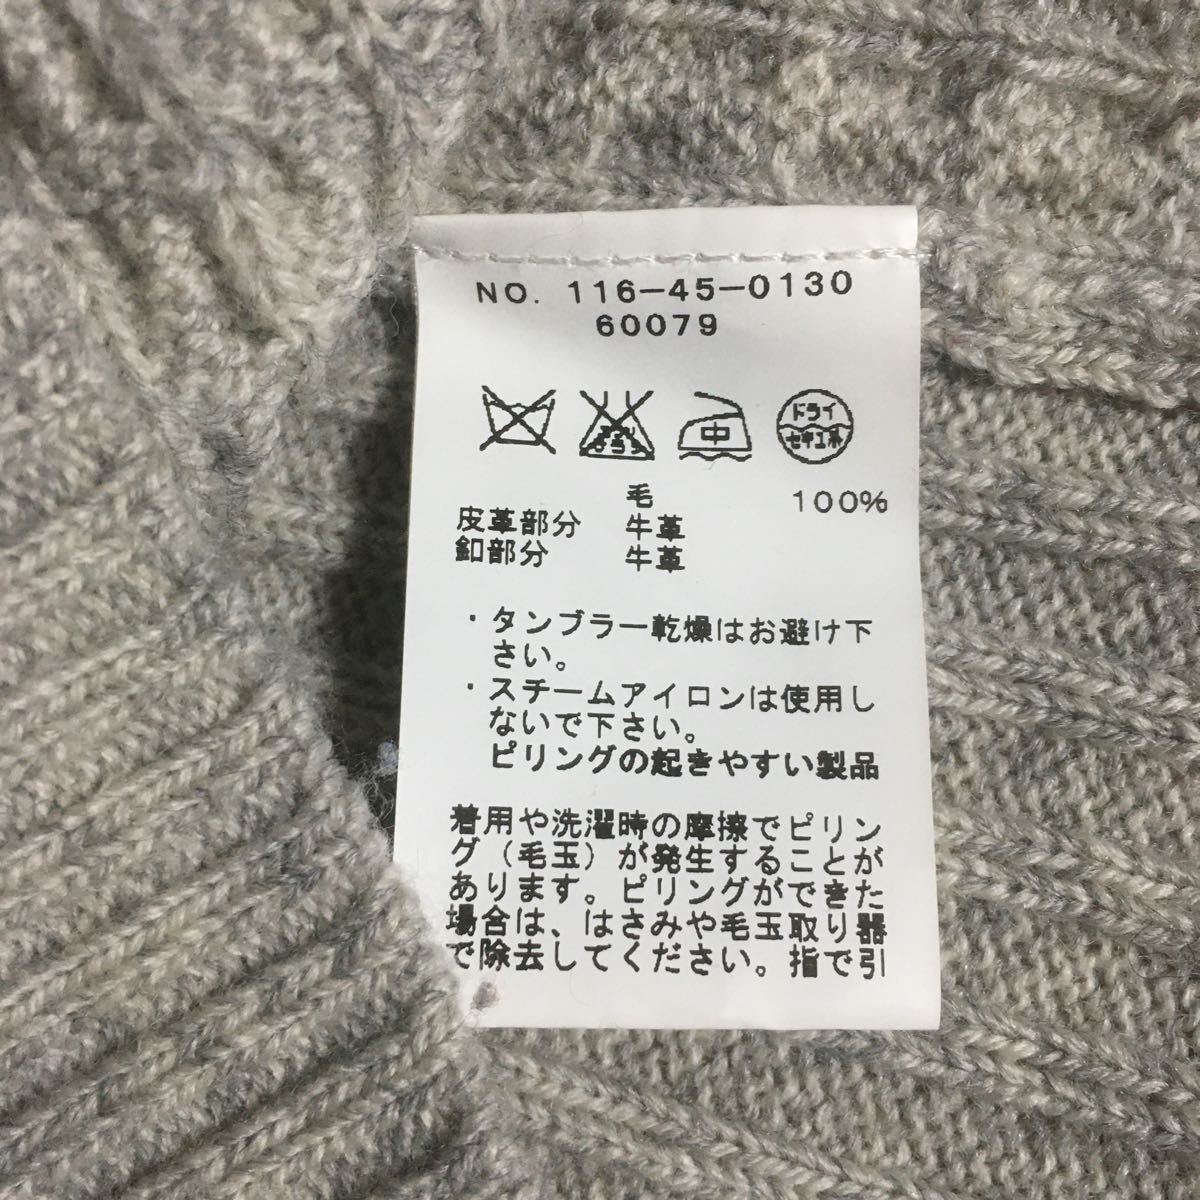 NO. 116-45-0130
60079
中 ドライ
エンソ サラシ セキユ系
毛 100%
皮革部分 牛革
釦部分 牛革
・タンブラー乾燥はお避け下
さい。
・スチームアイロンは使用し
ないで下さい。
ピリングの起きやすい製品
着用や洗濯時の摩擦でピリン
グ(毛玉)が発生することが
あります。ピリングができた
場合は、はさみや毛玉取り器
で除去してください。指で引